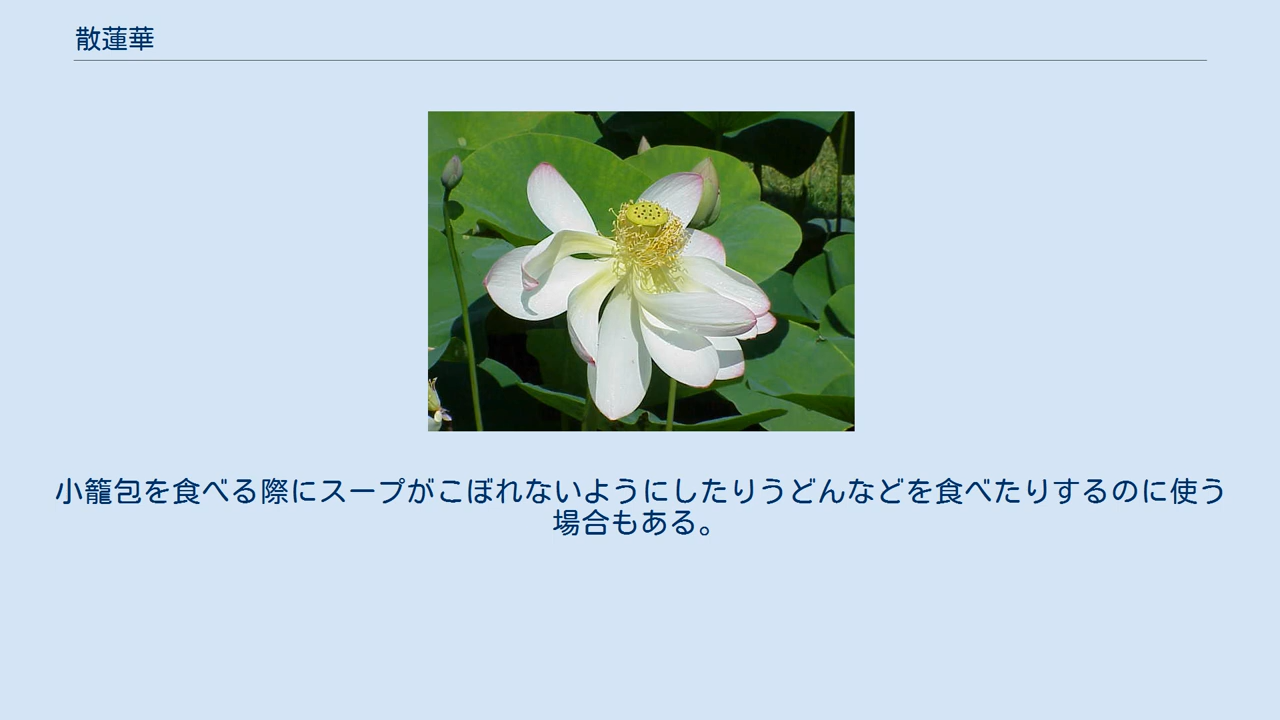 散蓮華
小籠包を食べる際にスープがこぼれないようにしたりうどんなどを食べたりするのに使う
場合もある。